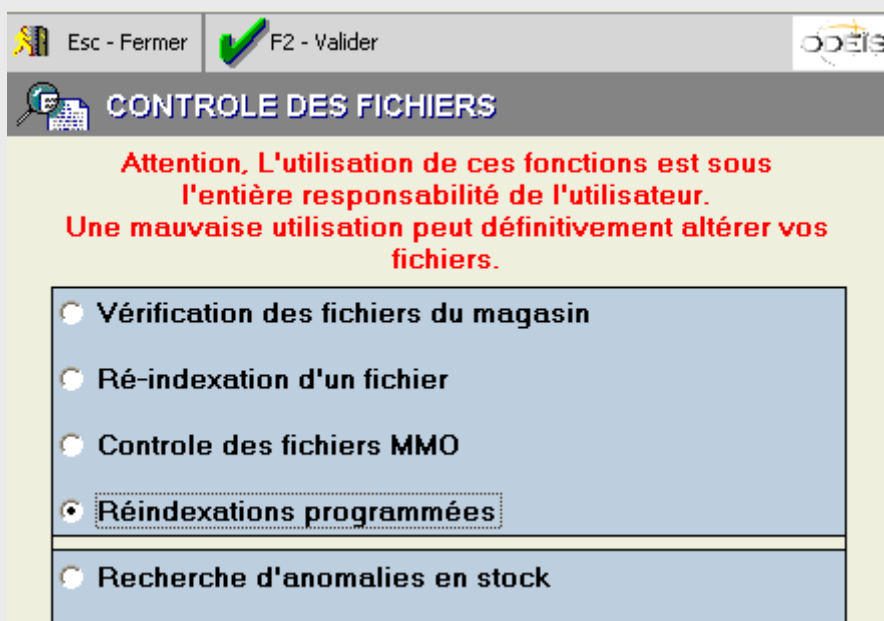 Esc - Fermer
F2 - Valider
ODEIS
CONTROLE DES FICHIERS
Attention, L'utilisation de ces fonctions est sous
l'entière responsabilité de l'utilisateur.
Une mauvaise utilisation peut définitivement altérer vos
fichiers.
Vérification des fichiers du magasin
Ré-indexation d'un fichier
Controle des fichiers MMO
Réindexations programmées
Recherche d'anomalies en stock